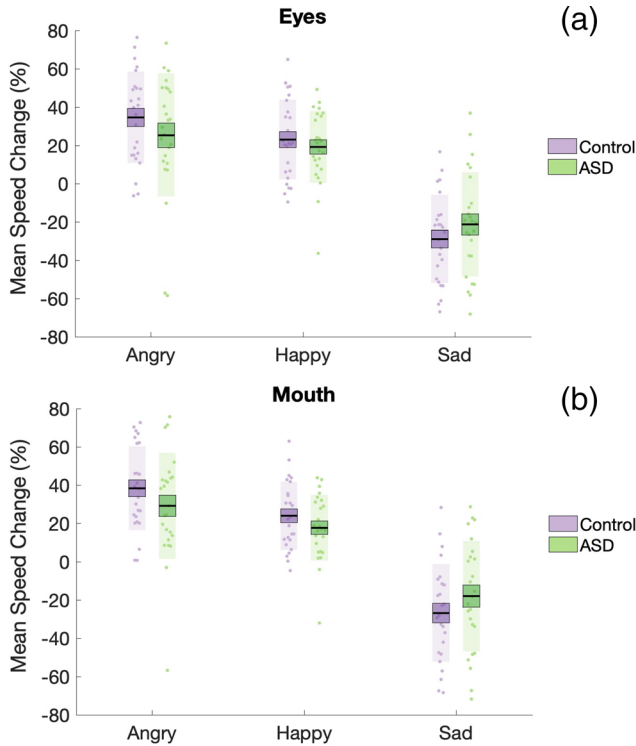 Eyes
(a)
Mean Speed Change (%)
80
60
40
20
0
-20
-40
-60
-80
Angry
Happy
Sad
Control
ASD
Mouth
(b)
Mean Speed Change (%)
80
60
40
20
0
-20
-40
-60
-80
Angry
Happy
Sad
Control
ASD